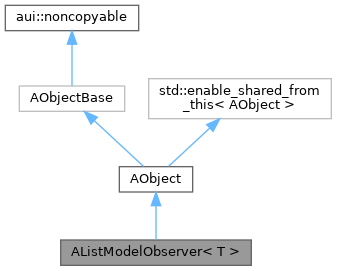 aui::noncopyable
AObjectBase
std::enable_shared_from
_this< AObject >
AObject
AListModelObserver< T >